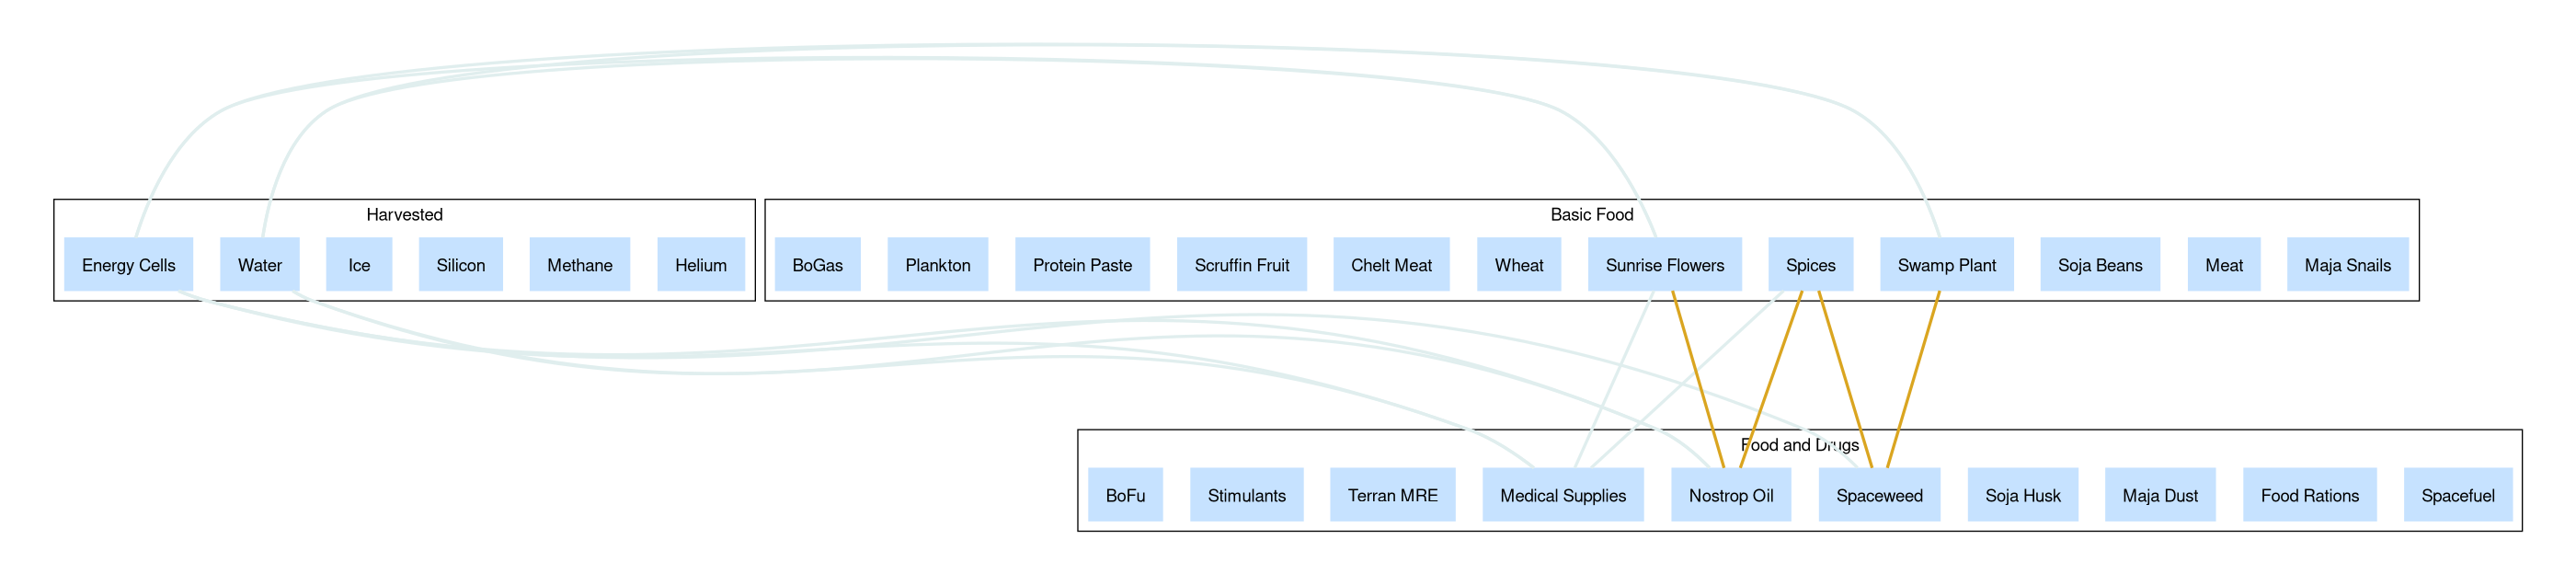 Harvested
Energy Cells
Water
Ice
Silicon
Methane
Helium
Basic Food
BoGas
Plankton
Protein Paste
Scruffin Fruit
Chelt Meat
Wheat
Sunrise Flowers
Spices
Swamp Plant
Soja Beans
Meat
Maja Snails
Food and Drugs
BoFu
Stimulants
Terran MRE
Medical Supplies
Nostrop Oil
Spaceweed
Soja Husk
Maja Dust
Food Rations
Spacefuel